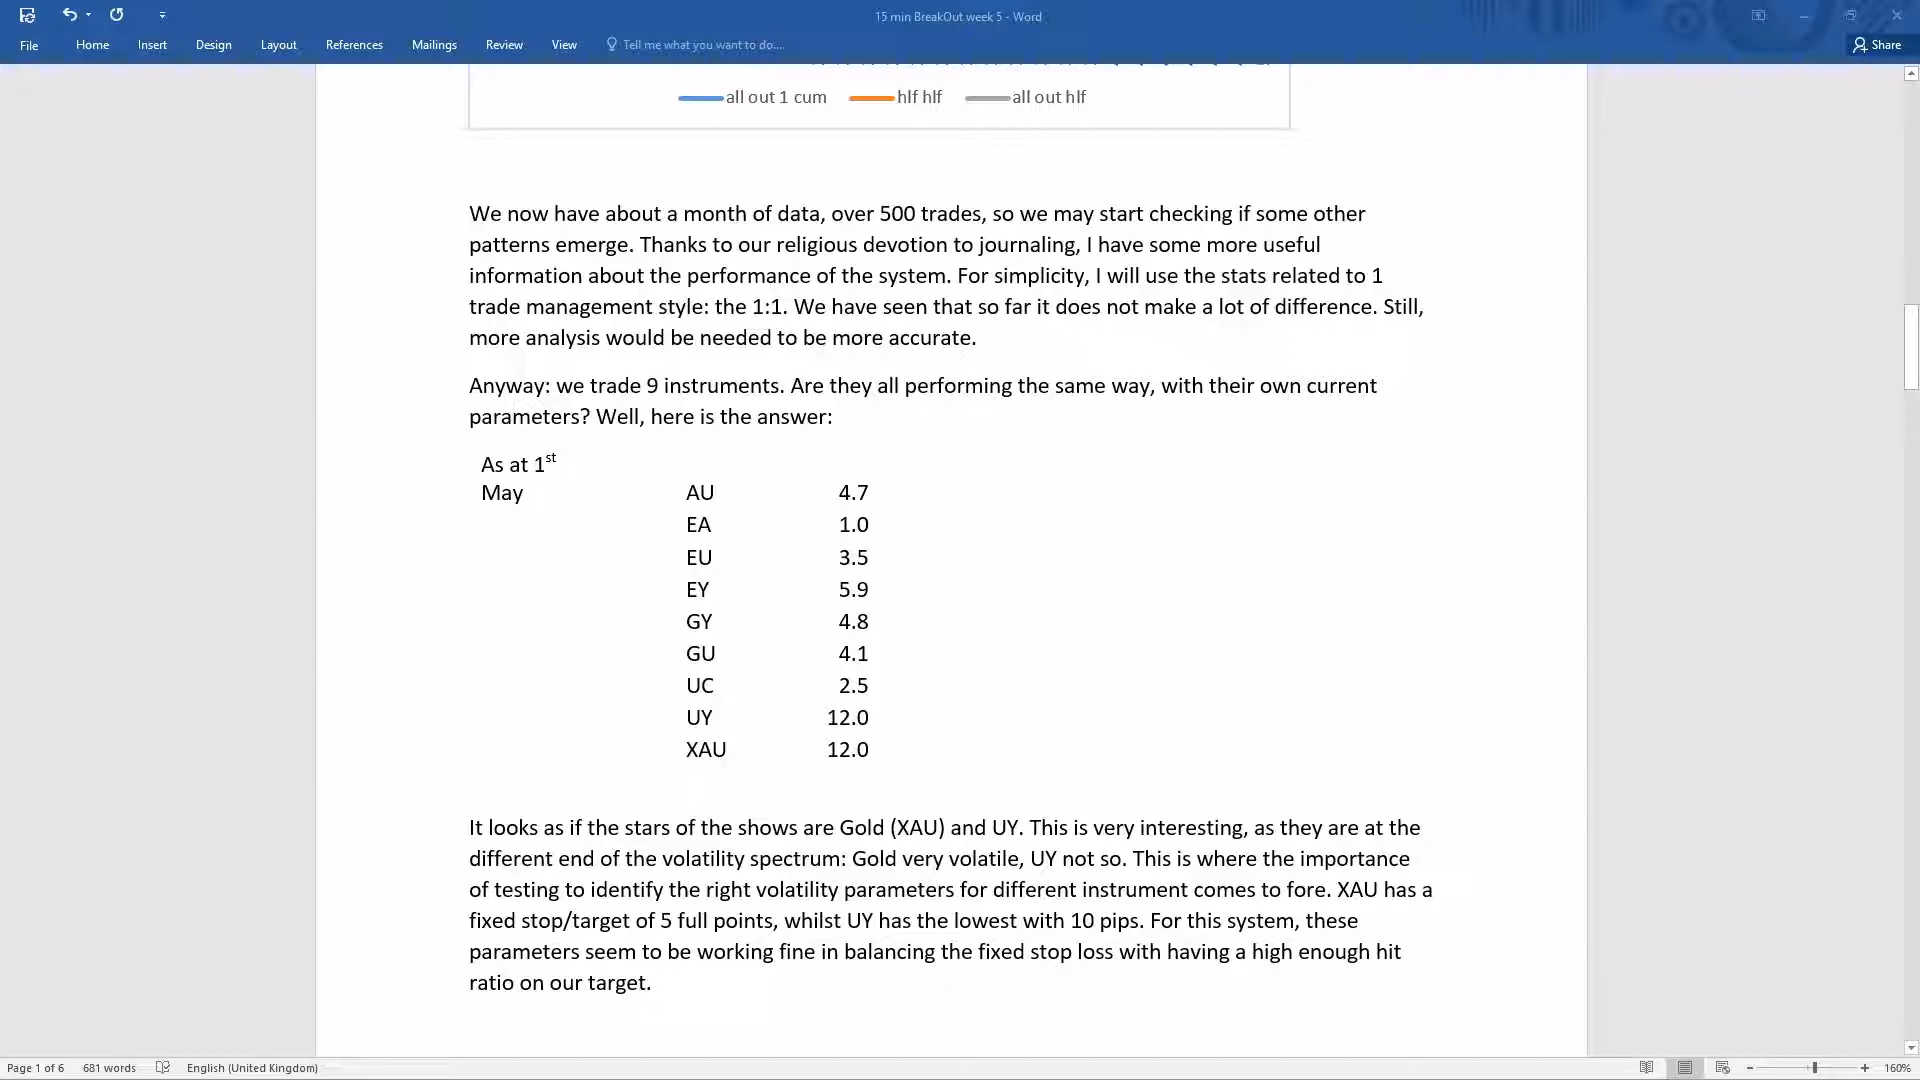 15 min BreakOut week 5 - Word
File Home Insert Design Layout References Mailings Review View Tell me what you want to do.... Share
all out 1 cum hlf hlf all out hlf
We now have about a month of data, over 500 trades, so we may start checking if some other
patterns emerge. Thanks to our religious devotion to journaling, I have some more useful
information about the performance of the system. For simplicity, I will use the stats related to 1
trade management style: the 1:1. We have seen that so far it does not make a lot of difference. Still,
more analysis would be needed to be more accurate.
Anyway: we trade 9 instruments. Are they all performing the same way, with their own current
parameters? Well, here is the answer:
As at 1st
May AU 4.7
EA 1.0
EU 3.5
EY 5.9
GY 4.8
GU 4.1
UC 2.5
UY 12.0
XAU 12.0
It looks as if the stars of the shows are Gold (XAU) and UY. This is very interesting, as they are at the
different end of the volatility spectrum: Gold very volatile, UY not so. This is where the importance
of testing to identify the right volatility parameters for different instrument comes to fore. XAU has a
fixed stop/target of 5 full points, whilst UY has the lowest with 10 pips. For this system, these
parameters seem to be working fine in balancing the fixed stop loss with having a high enough hit
ratio on our target.
Page 1 of 6 681 words English (United Kingdom) 160%